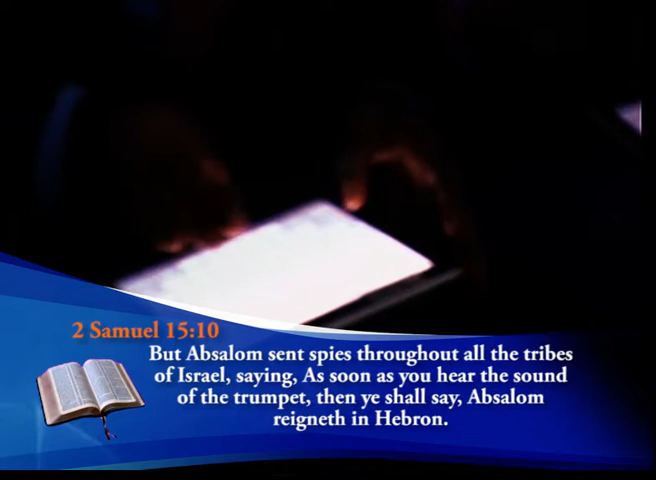 2 Samuel 15:10
But Absalom sent spies throughout all the tribes
of Israel, saying, As soon as you hear the sound
of the trumpet, then ye shall say, Absalom
reigneth in Hebron.